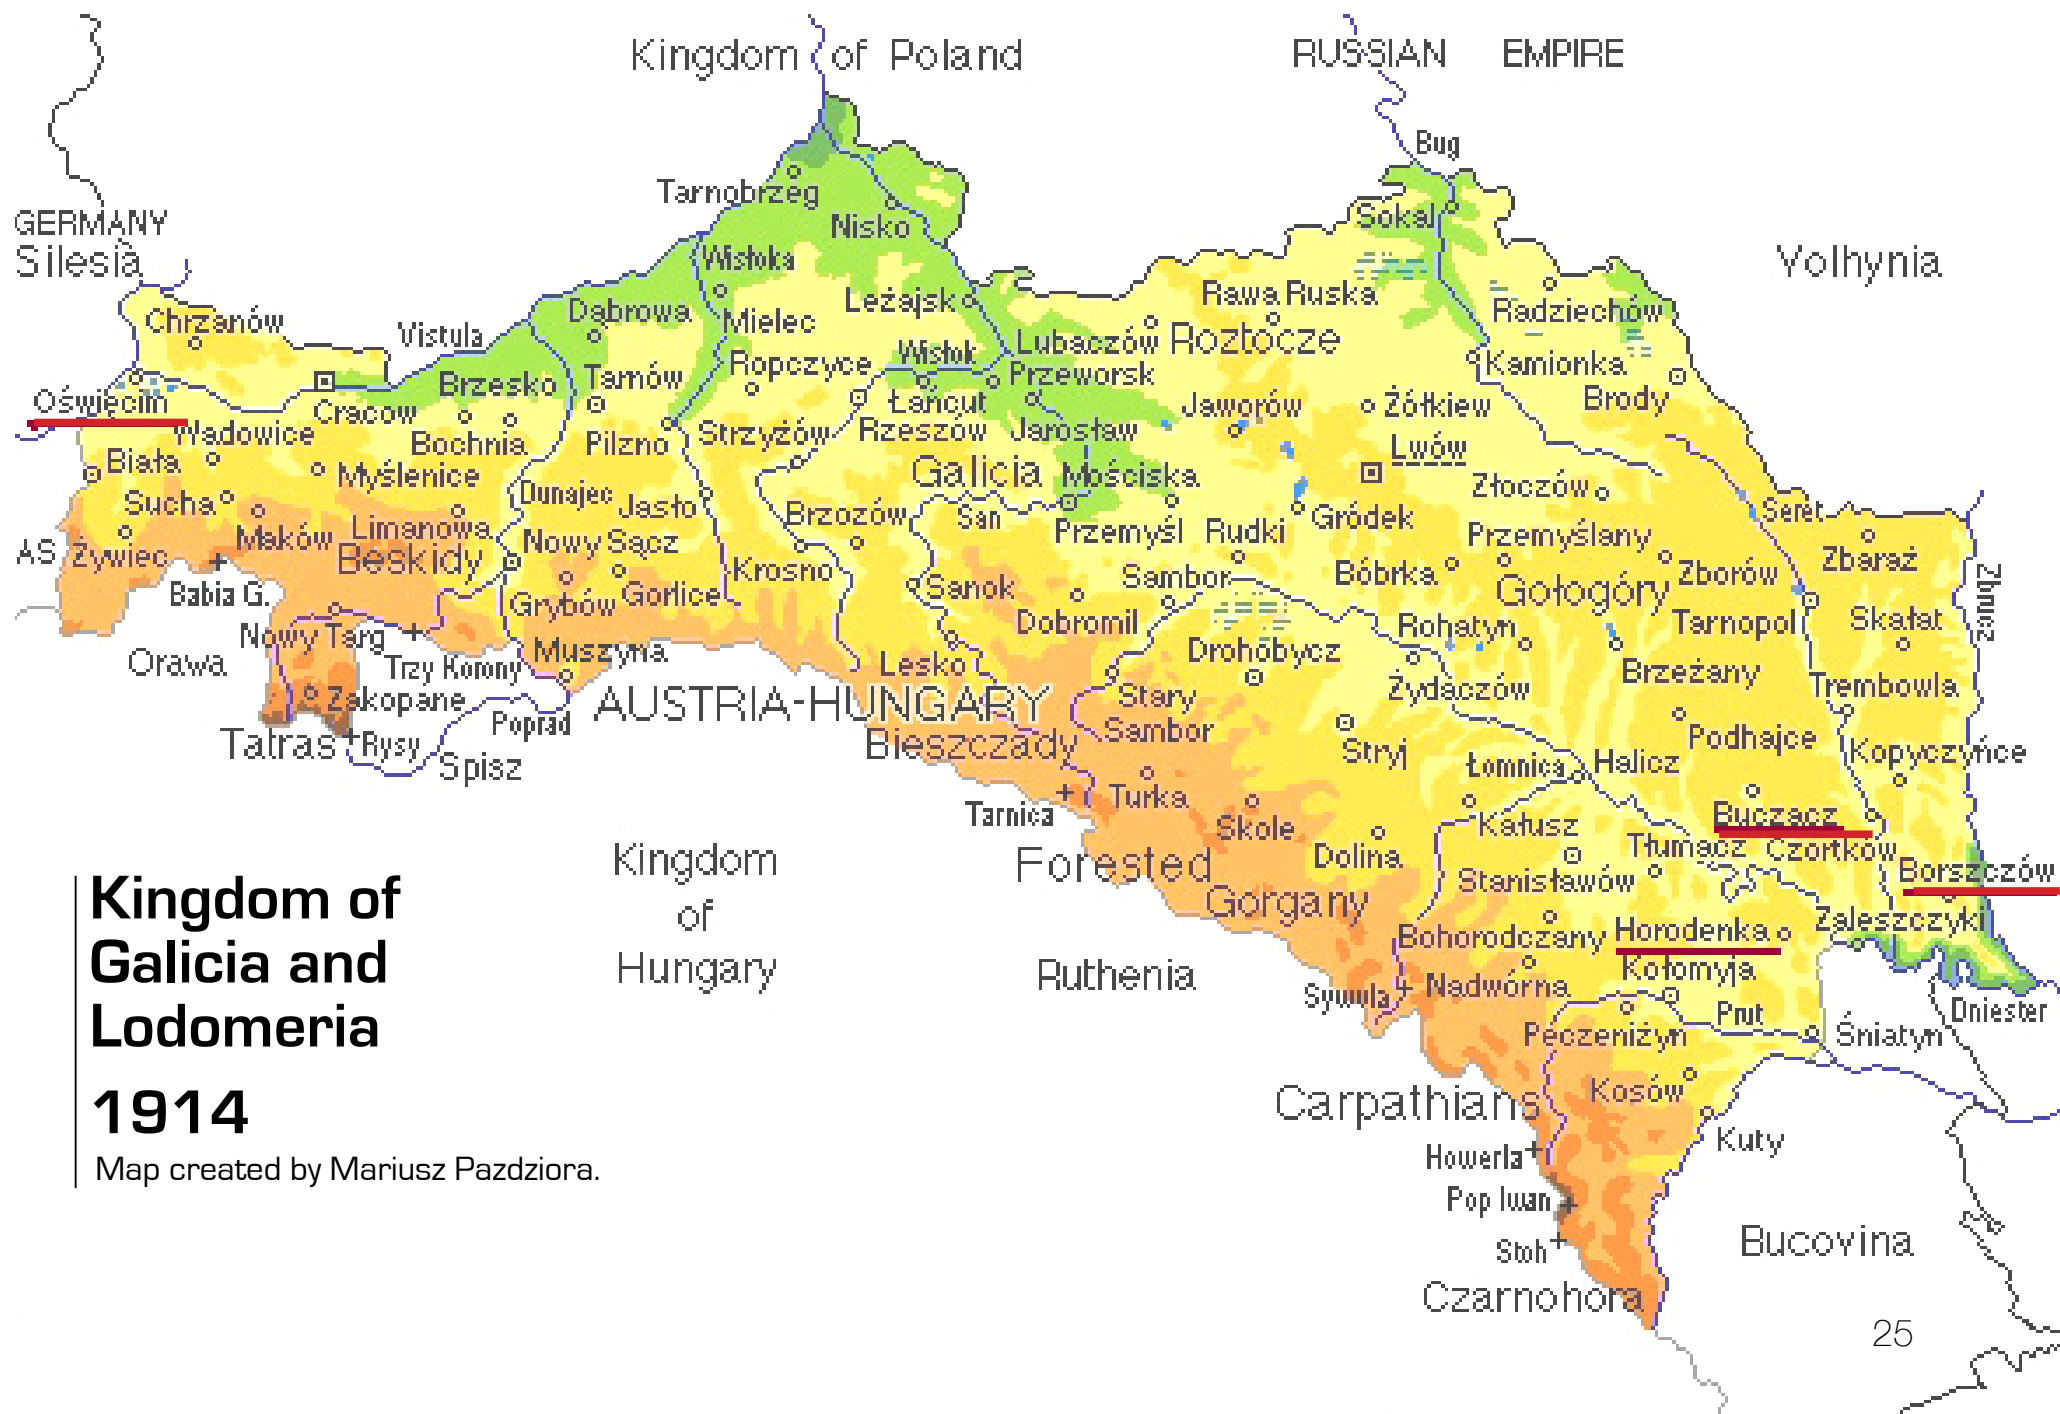 Kingdom of Poland
RUSSIAN EMPIRE
Bug
Tarnobrzeg
Nisko
Sokal
GERMANY
Silesia
Volhynia
Wisłoka
Leżajsk
Rawa Ruska
Radziechów
Chrzanów
Vistula
Dąbrowa
Mielec
Lubaczów
Roztocze
Ropczyce
Wisłok
Przeworsk
Kamionka
Oświęcim
Cracow
Brzesko
Tarnów
Łańcut
Jaworów
Żółkiew
Brody
Wadowice
Bochnia
Pilzno
Strzyżów
Rzeszów
Jarosław
Lwów
Biała
Myślenice
Galicia
Mościska
Złoczów
Sucha
Dunajec
Jasło
Brzozów
San
Przemyśl
Rudki
Gródek
Seret
Maków
Limanowa
Przemyślany
AS
Żywiec
Beskidy
Nowy Sącz
Krosno
Sanok
Sambor
Bóbrka
Gołogóry
Zborów
Zbaraż
Zbrucz
Babia G.
Grybów
Gorlice
Dobromil
Rohatyn
Tarnopol
Skałat
Nowy Targ
Orawa
Trzy Korony
Muszyna
Lesko
Drohobycz
Brzeżany
Zakopane
AUSTRIA-HUNGARY
Stary
Sambor
Żydaczów
Trembowla
Tatras
Rysy
Poprad
Spisz
Bieszczady
Stryj
Łomnica
Halicz
Podhajce
Kopyczyńce
Tarnica
Turka
Skole
Kałusz
Buczacz
Kingdom
of
Hungary
Forested
Dolina
Tłumacz
Czortków
Borszczów
Gorgany
Stanisławów
Horodenka
Zaleszczyki
Bohorodczany
Ruthenia
Sywula
Nadwórna
Kołomyja
Prut
Dniester
Peczeniżyn
Śniatyn
Carpathians
Kosów
Kuty
Howerla
Pop Iwan
Stoh
Bucovina
Czarnohora
Kingdom of
Galicia and
Lodomeria
1914
Map created by Mariusz Pazdziora.
25